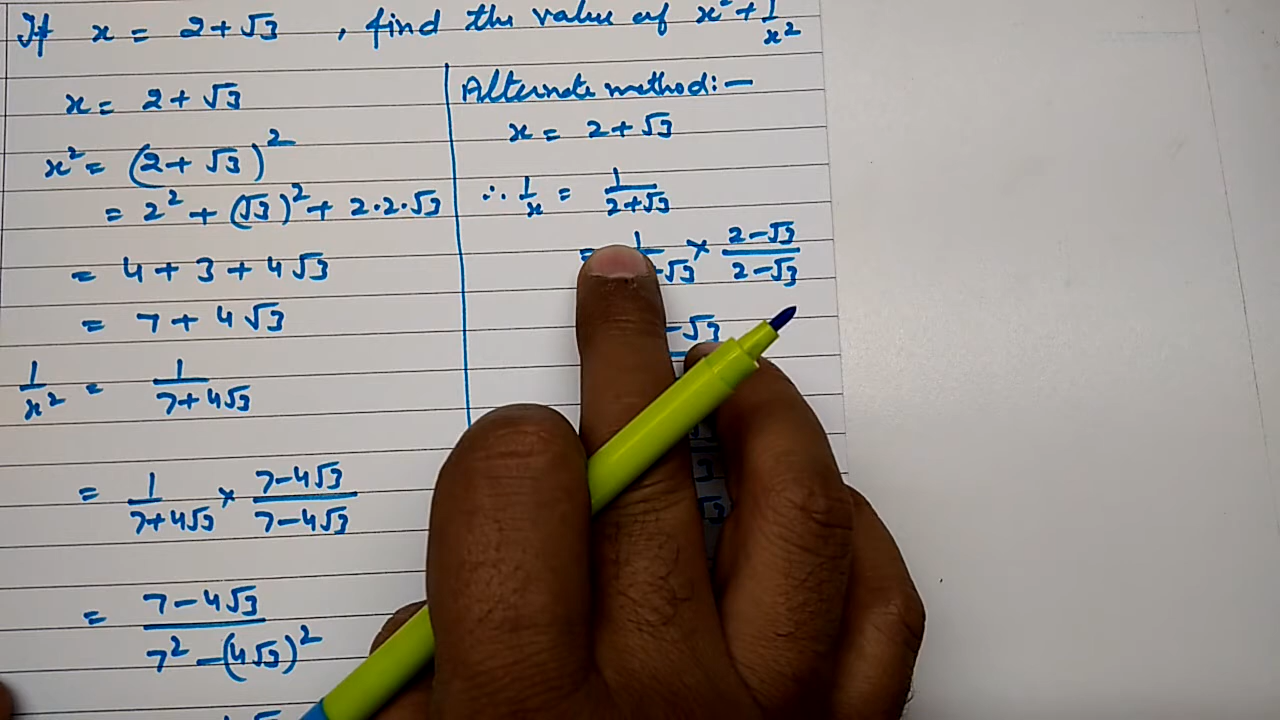 If x = 2 + √3 , find the value of x² + 1/x²
x = 2 + √3
x² = (2 + √3)²
= 2² + (√3)² + 2·2·√3
= 4 + 3 + 4√3
= 7 + 4√3
1/x² = 1/(7+4√3)
= 1/(7+4√3) × (7-4√3)/(7-4√3)
= (7-4√3)/(7² - (4√3)²)
Alternate method:-
x = 2 + √3
∴ 1/x = 1/(2+√3)
= 1/ √3 × (2-√3)/(2-√3)
-√3